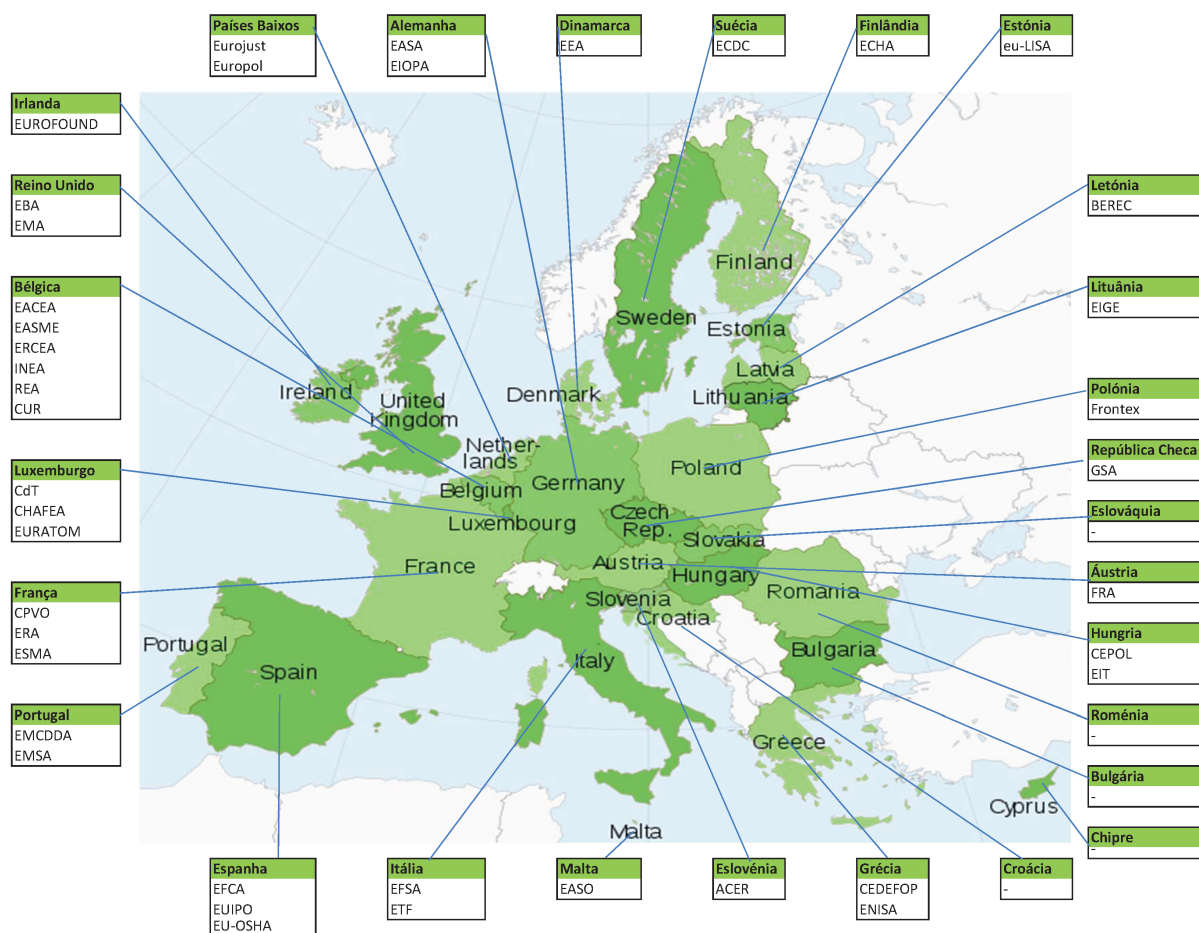 Países Baixos
Eurojust
Europol
Alemanha
EASA
EIOPA
Dinamarca
EEA
Suécia
ECDC
Finlândia
ECHA
Estónia
eu-LISA
Irlanda
EUROFOUND
Reino Unido
EBA
EMA
Bélgica
EACEA
EASME
ERCEA
INEA
REA
CUR
Luxemburgo
CdT
CHAFEA
EURATOM
França
CPVO
ERA
ESMA
Portugal
EMCDDA
EMSA
Finland
Sweden
Estonia
Latvia
Lithuania
Denmark
Ireland
United
Kingdom
Nether-
lands
Belgium
Germany
Poland
Luxembourg
Czech
Rep.
Slovakia
Austria
Hungary
France
Slovenia
Romania
Croatia
Portugal
Spain
Italy
Bulgaria
Greece
Malta
Cyprus
Letónia
BEREC
Lituânia
EIGE
Polónia
Frontex
República Checa
GSA
Eslováquia
-
Áustria
FRA
Hungria
CEPOL
EIT
Roménia
-
Bulgária
-
Chipre
-
Espanha
EFCA
EUIPO
EU-OSHA
Itália
EFSA
ETF
Malta
EASO
Eslovénia
ACER
Grécia
CEDEFOP
ENISA
Croácia
-